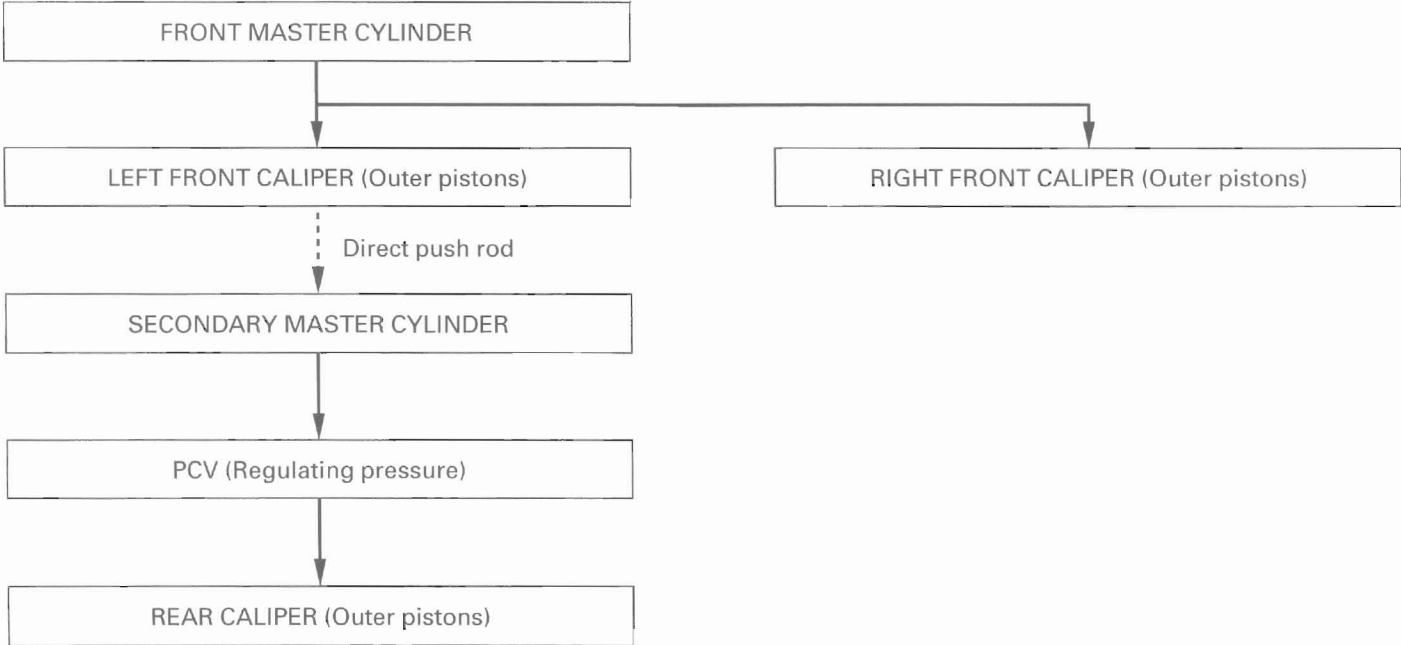 FRONT MASTER CYLINDER
LEFT FRONT CALIPER (Outer pistons)
RIGHT FRONT CALIPER (Outer pistons)
Direct push rod
SECONDARY MASTER CYLINDER
PCV (Regulating pressure)
REAR CALIPER (Outer pistons)